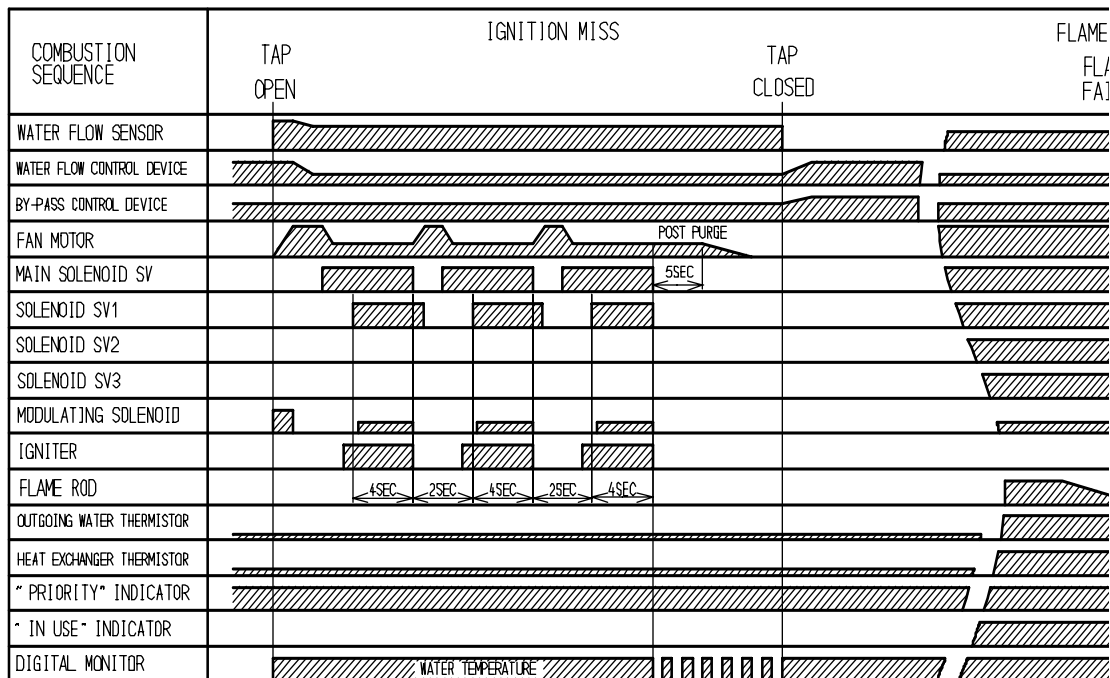 COMBUSTION
SEQUENCE
IGNITION MISS
TAP
OPEN
TAP
CLOSED
FLAME
FLA
FAI
WATER FLOW SENSOR
WATER FLOW CONTROL DEVICE
BY-PASS CONTROL DEVICE
FAN MOTOR
POST PURGE
MAIN SOLENOID SV
5SEC
SOLENOID SV1
SOLENOID SV2
SOLENOID SV3
MODULATING SOLENOID
IGNITER
FLAME ROD
4SEC 2SEC 4SEC 2SEC 4SEC
OUTGOING WATER THERMISTOR
HEAT EXCHANGER THERMISTOR
" PRIORITY" INDICATOR
" IN USE" INDICATOR
DIGITAL MONITOR
WATER TEMPERATURE